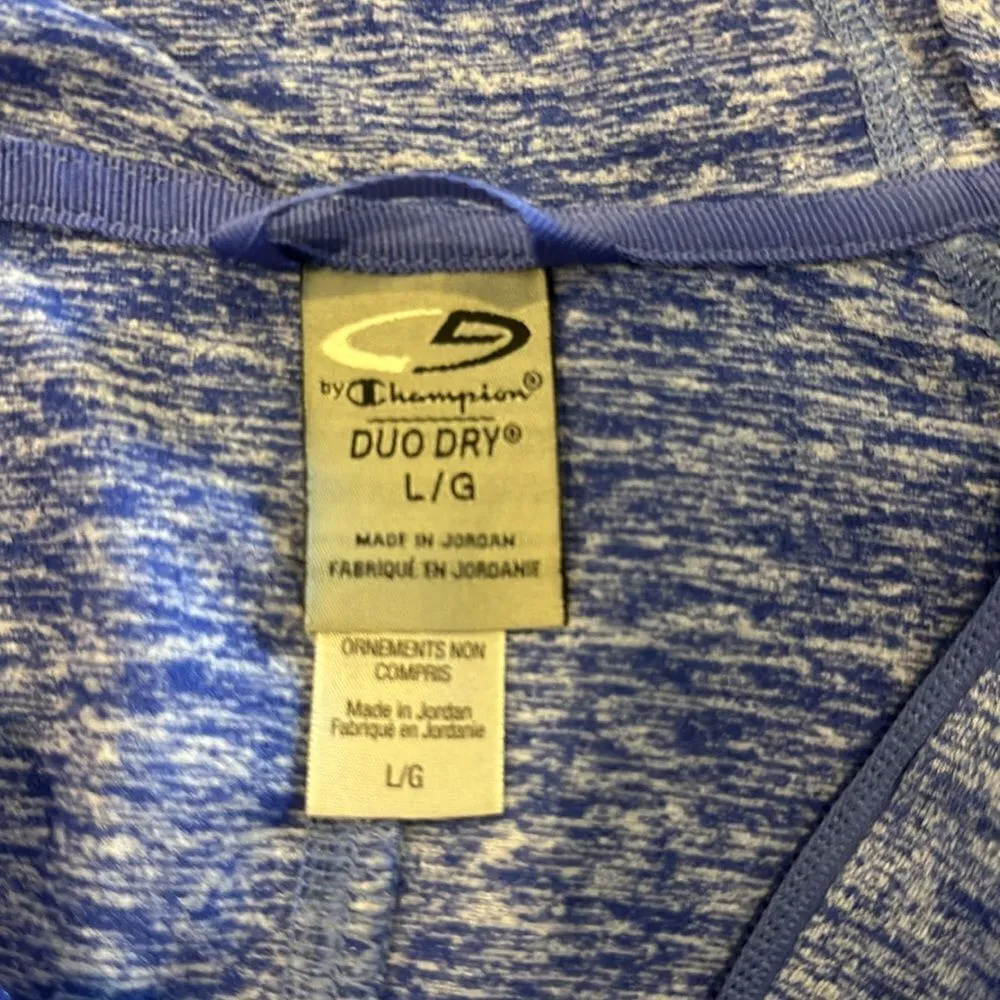 by Champion®
DUO DRY®
L/G
MADE IN JORDAN
FABRIQUÉ EN JORDANIE
ORNEMENTS NON
COMPRIS
Made in Jordan
Fabriqué en Jordanie
L/G